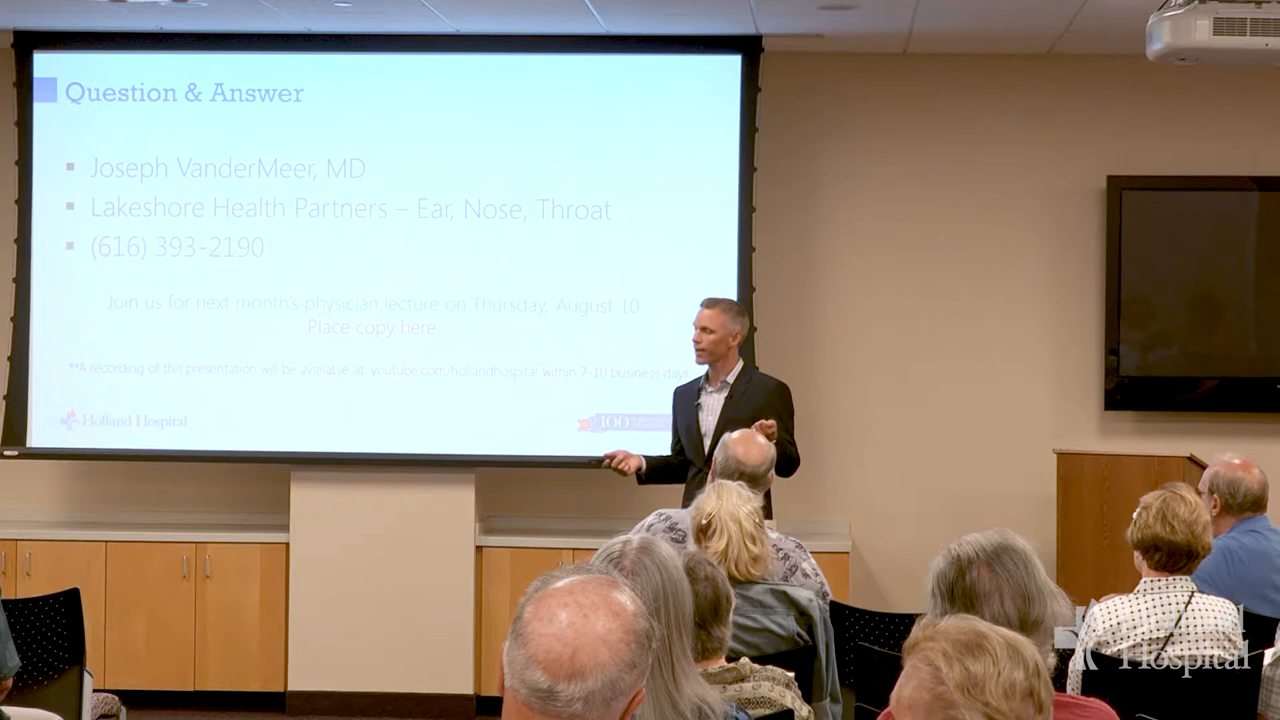 Question & Answer
▪ Joseph VanderMeer, MD
▪ Lakeshore Health Partners – Ear, Nose, Throat
▪ (616) 393-2190
Join us for next month's physician lecture on Thursday, August 10
Place copy here
**A recording of this presentation will be available at youtube.com/hollandhospital within 7-10 business days
Holland Hospital
100
Hospital